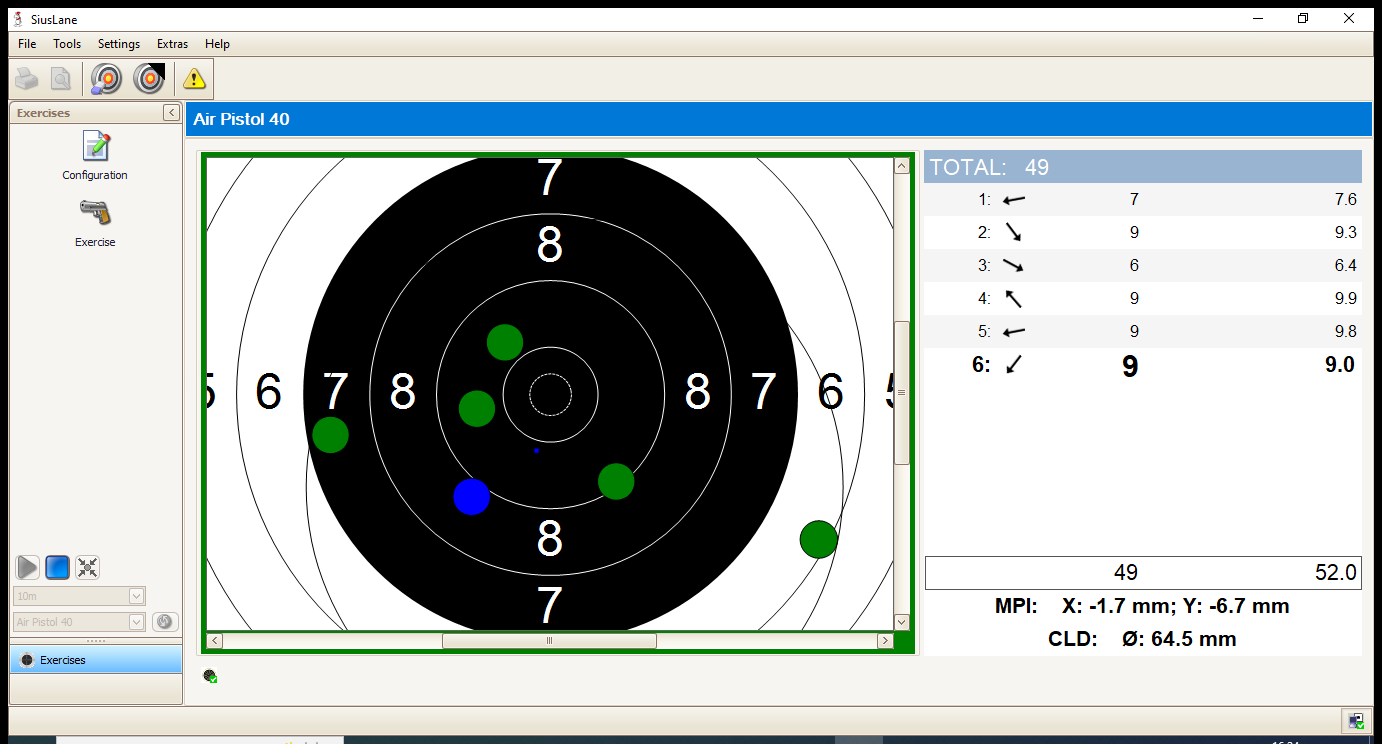 SiusLane
File Tools Settings Extras Help
Exercises
Configuration
Exercise
10m
Air Pistol 40
Exercises
Air Pistol 40
7
8
5 6 7 8 8 7 6 5
8
7
TOTAL: 49
1: 7 7.6
2: 9 9.3
3: 6 6.4
4: 9 9.9
5: 9 9.8
6: 9 9.0
49 52.0
MPI: X: -1.7 mm; Y: -6.7 mm
CLD: Ø: 64.5 mm